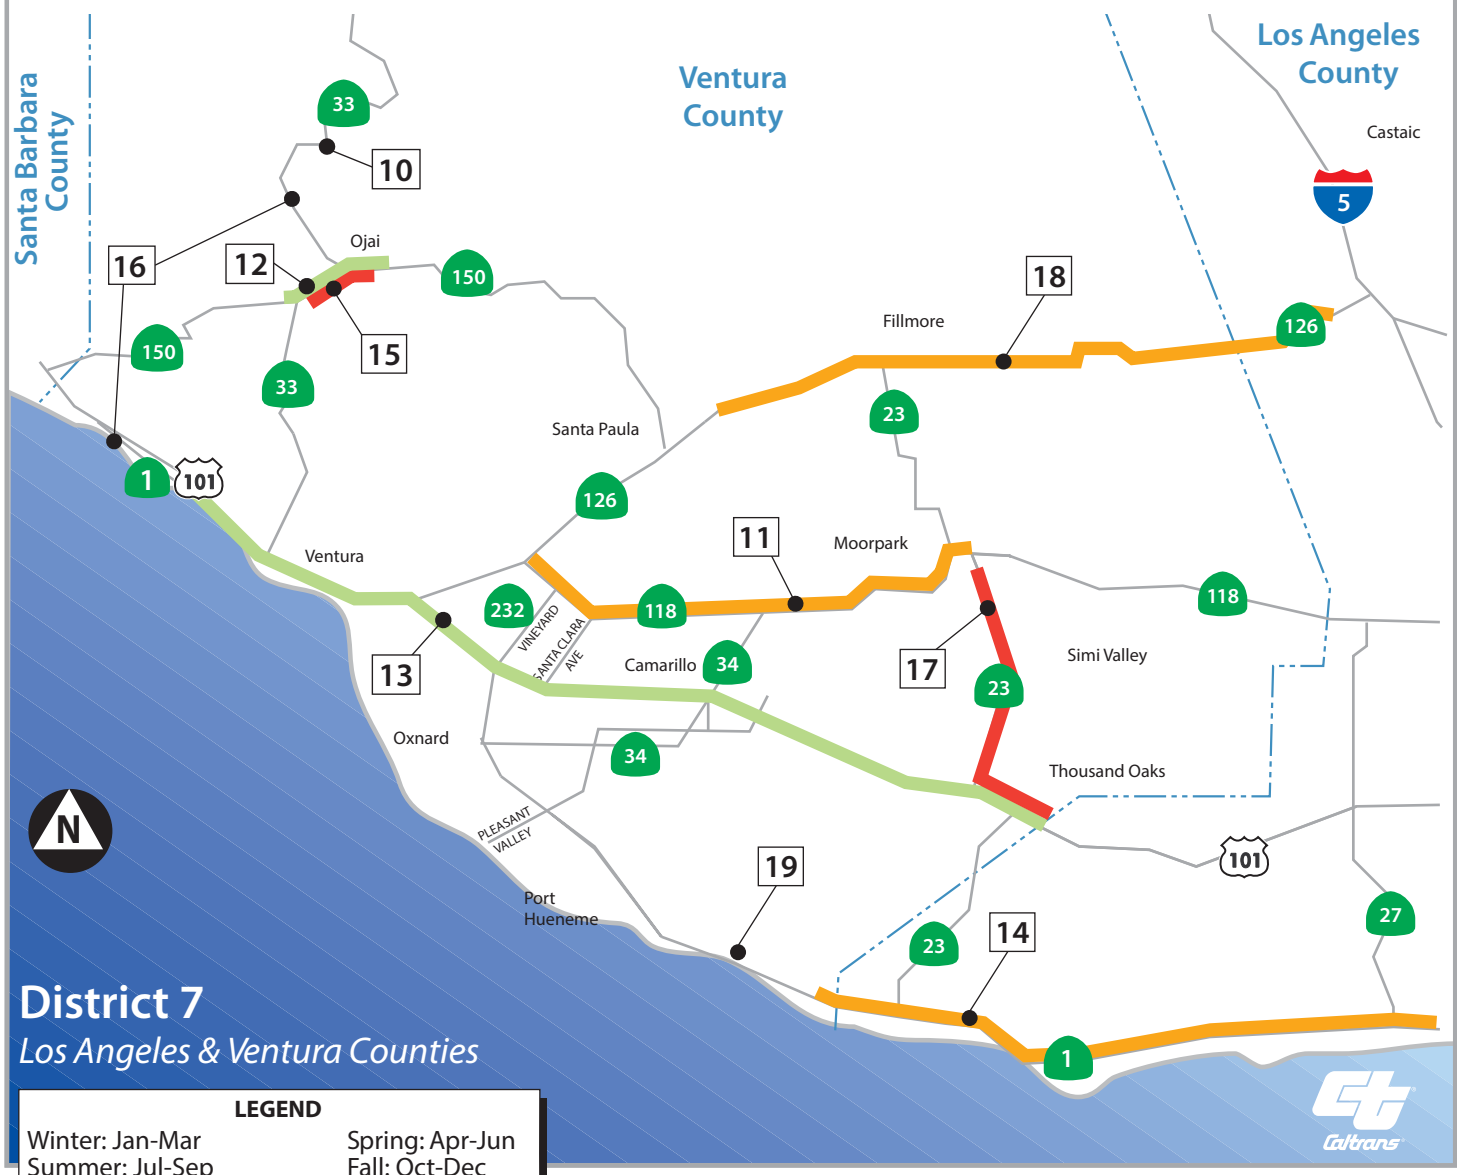 Santa Barbara
County
Ventura
County
Los Angeles
County
Castaic
33
10
5
16
12
Ojai
150
15
150
33
18
Fillmore
126
23
Santa Paula
1
101
126
11
Moorpark
Ventura
232
VINEYARD
SANTA CLARA
AVE
118
118
13
Camarillo
34
17
23
Simi Valley
Oxnard
34
Thousand Oaks
PLEASANT
VALLEY
N
101
19
Port
Hueneme
23
14
27
1
District 7
Los Angeles & Ventura Counties
LEGEND
Winter: Jan-Mar
Spring: Apr-Jun
Summer: Jul-Sep
Fall: Oct-Dec
Caltrans